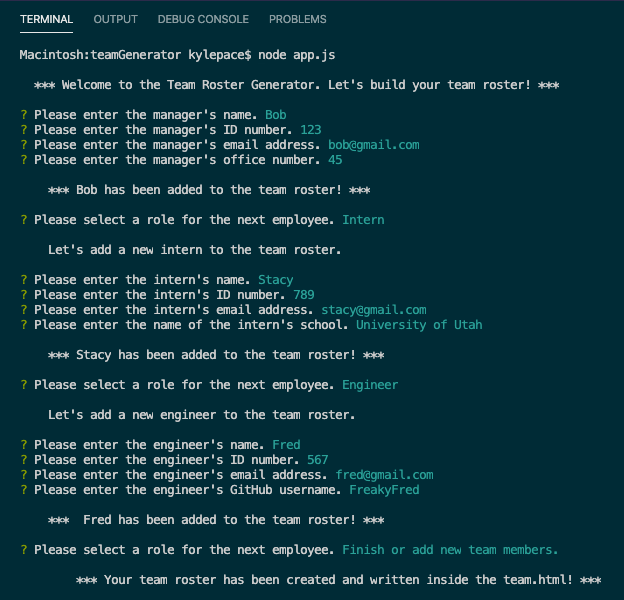 TERMINAL OUTPUT DEBUG CONSOLE PROBLEMS
Macintosh:teamGenerator kylepace$ node app.js
*** Welcome to the Team Roster Generator. Let's build your team roster! ***
? Please enter the manager's name. Bob
? Please enter the manager's ID number. 123
? Please enter the manager's email address. bob@gmail.com
? Please enter the manager's office number. 45
*** Bob has been added to the team roster! ***
? Please select a role for the next employee. Intern
Let's add a new intern to the team roster.
? Please enter the intern's name. Stacy
? Please enter the intern's ID number. 789
? Please enter the intern's email address. stacy@gmail.com
? Please enter the name of the intern's school. University of Utah
*** Stacy has been added to the team roster! ***
? Please select a role for the next employee. Engineer
Let's add a new engineer to the team roster.
? Please enter the engineer's name. Fred
? Please enter the engineer's ID number. 567
? Please enter the engineer's email address. fred@gmail.com
? Please enter the engineer's GitHub username. FreakyFred
***  Fred has been added to the team roster! ***
? Please select a role for the next employee. Finish or add new team members.
*** Your team roster has been created and written inside the team.html! ***